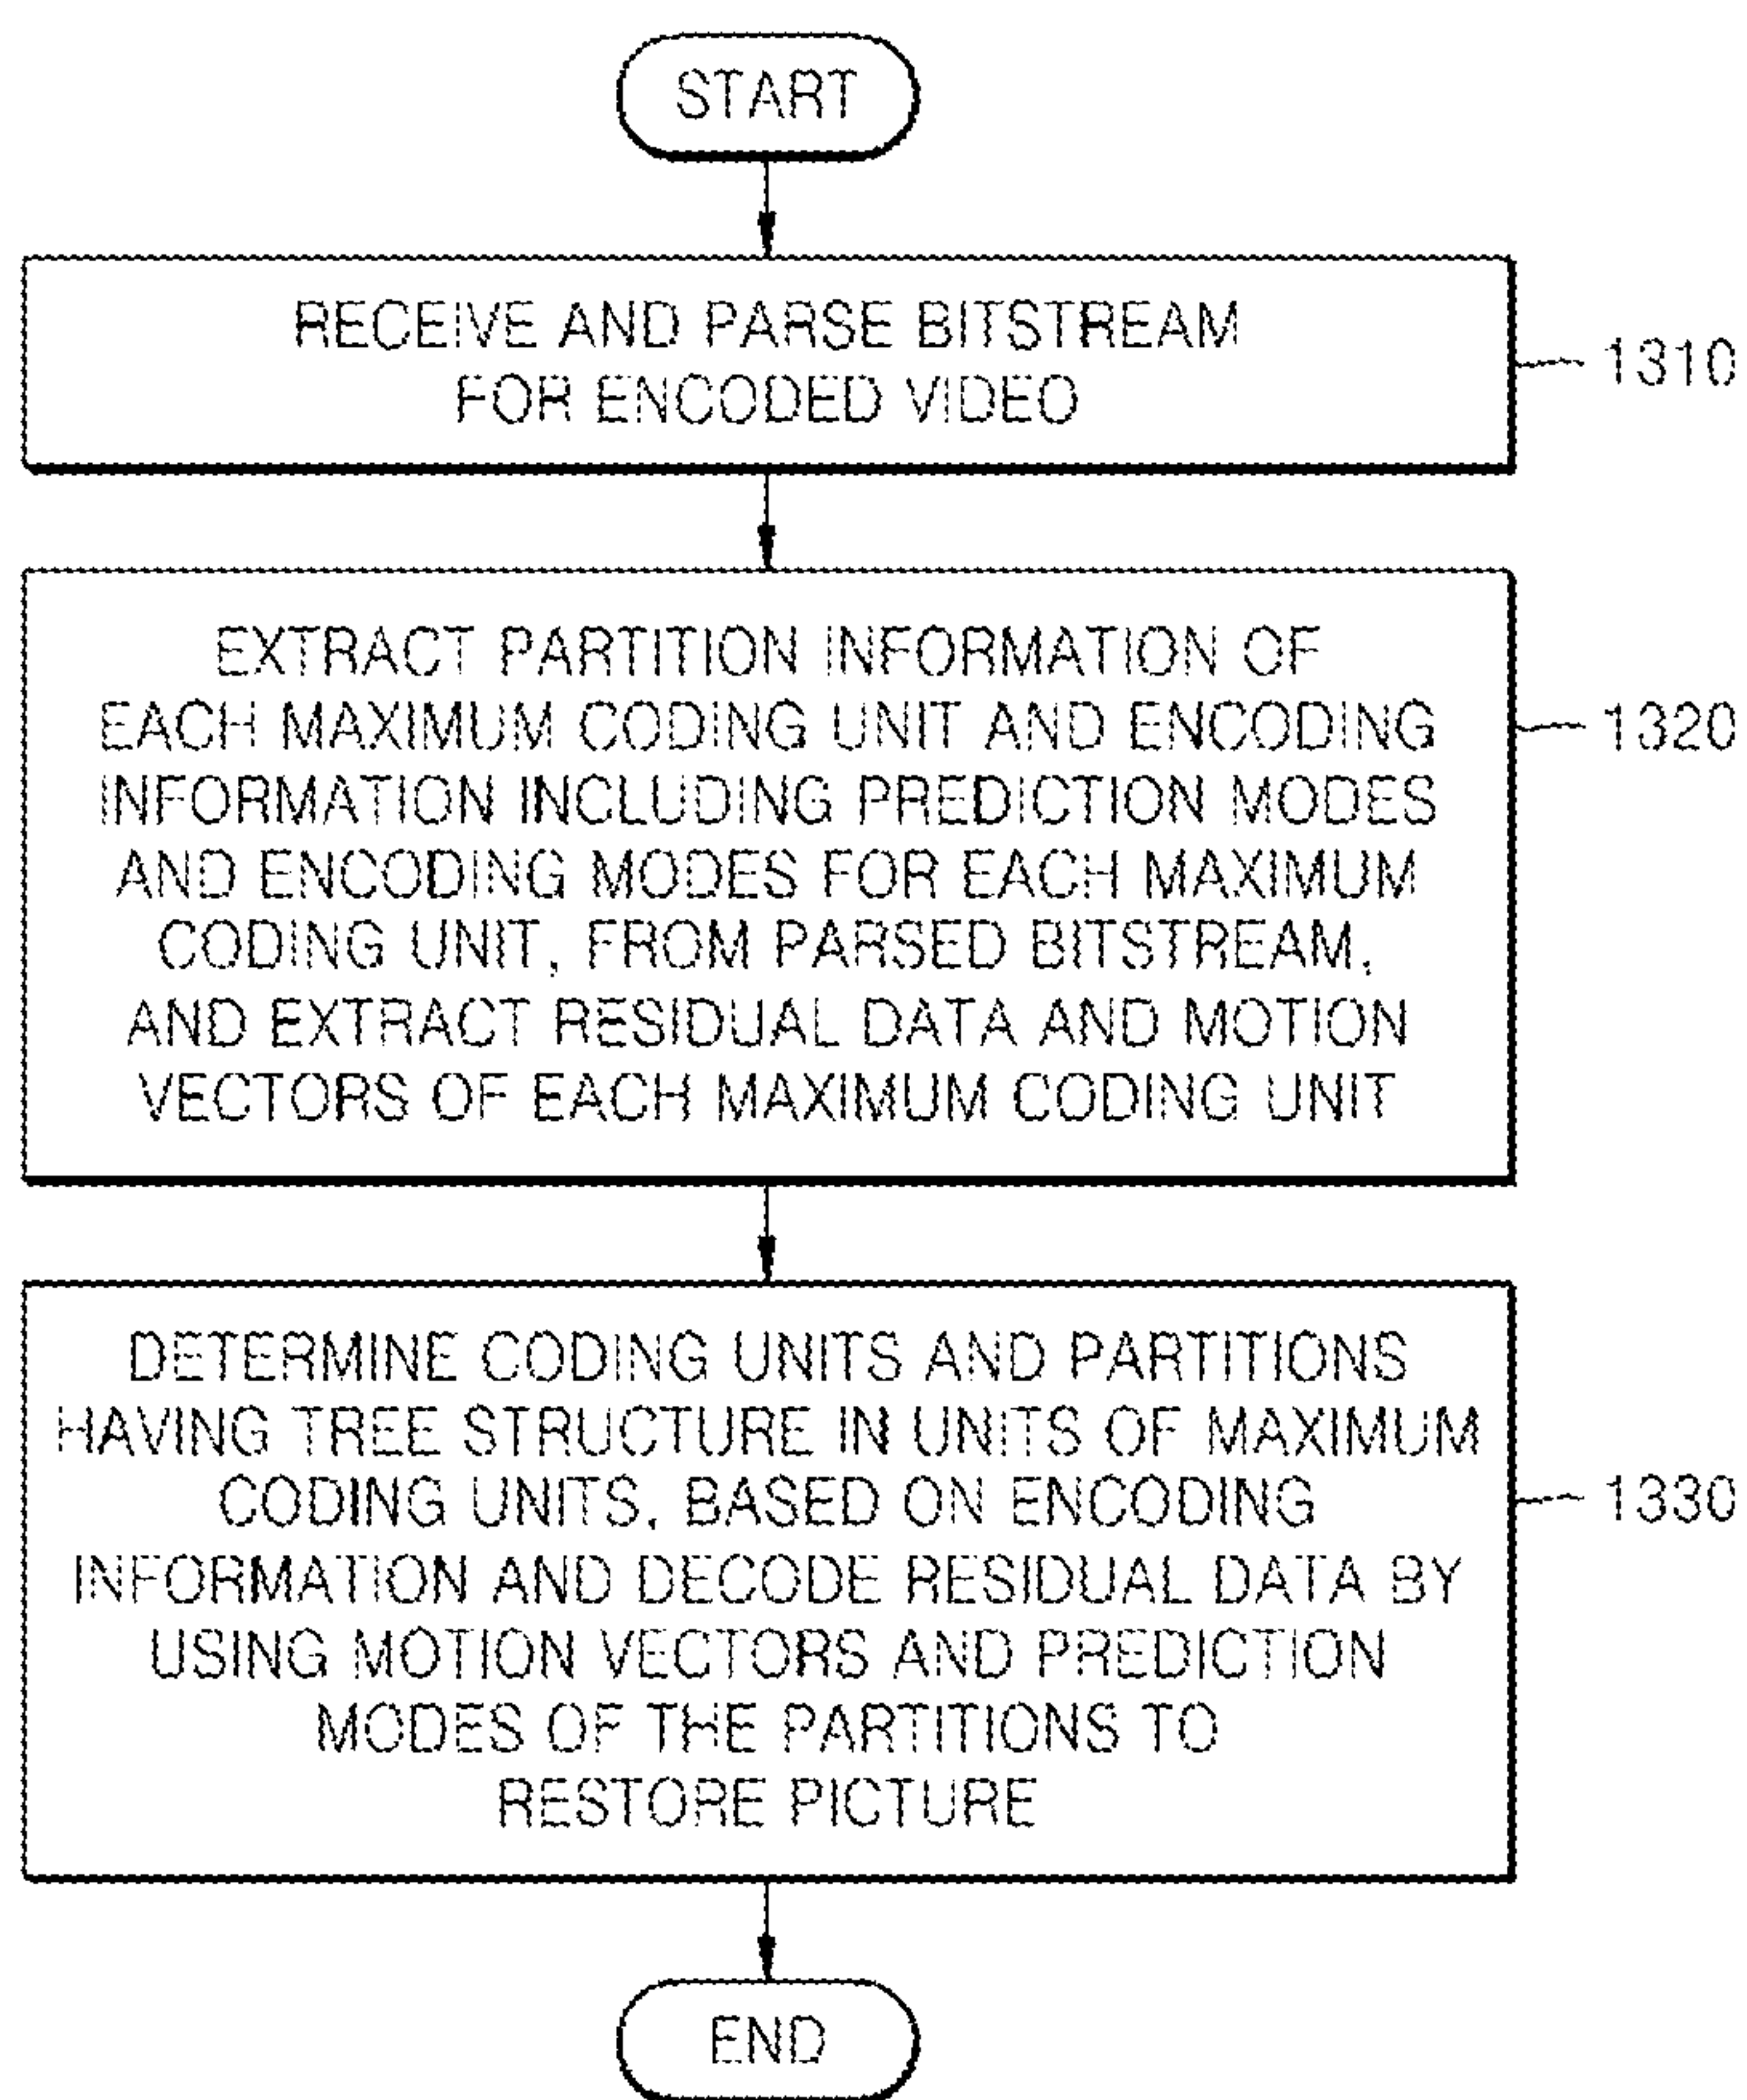 START
RECEIVE AND PARSE BITSTREAM
FOR ENCODED VIDEO
1310
EXTRACT PARTITION INFORMATION OF
EACH MAXIMUM CODING UNIT AND ENCODING
INFORMATION INCLUDING PREDICTION MODES
AND ENCODING MODES FOR EACH MAXIMUM
CODING UNIT, FROM PARSED BITSTREAM,
AND EXTRACT RESIDUAL DATA AND MOTION
VECTORS OF EACH MAXIMUM CODING UNIT
1320
DETERMINE CODING UNITS AND PARTITIONS
HAVING TREE STRUCTURE IN UNITS OF MAXIMUM
CODING UNITS, BASED ON ENCODING
INFORMATION AND DECODE RESIDUAL DATA BY
USING MOTION VECTORS AND PREDICTION
MODES OF THE PARTITIONS TO
RESTORE PICTURE
1330
END